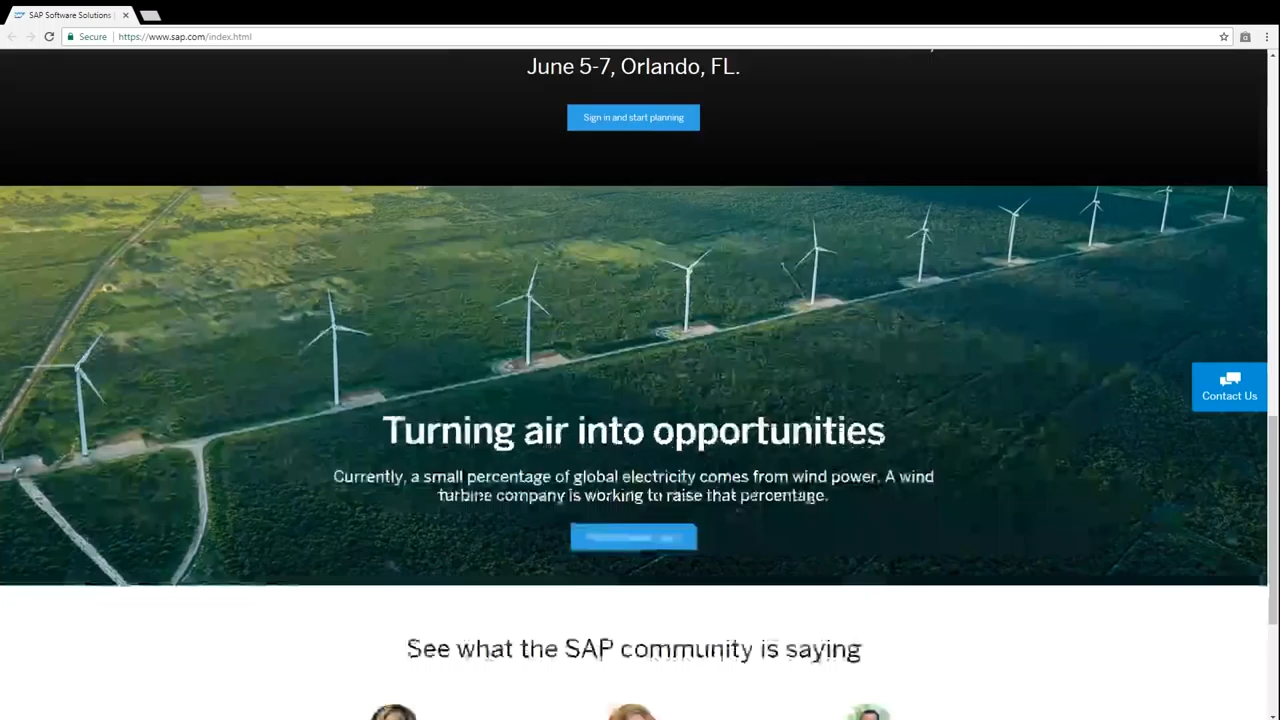 SAP Software Solutions
Secure
https://www.sap.com/index.html
June 5-7, Orlando, FL.
Sign in and start planning
Contact Us
Turning air into opportunities
Currently, a small percentage of global electricity comes from wind power. A wind
turbine company is working to raise that percentage.
See what the SAP community is saying